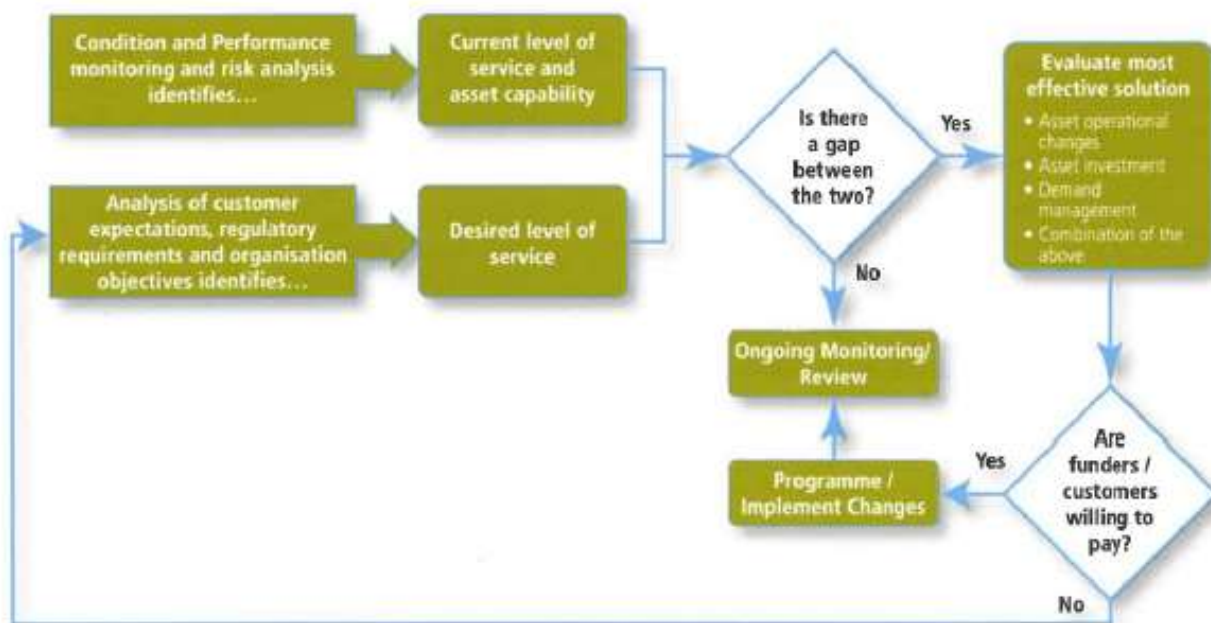 Condition and Performance
monitoring and risk analysis
identifies...
Current level of
service and
asset capability
Analysis of customer
expectations, regulatory
requirements and organisation
objectives identifies...
Desired level of
service
Is there
a gap
between
the two?
Yes
No
Evaluate most
effective solution
• Asset operational
changes
• Asset investment
• Demand
management
• Combination of the
above
Ongoing Monitoring/
Review
Programme /
Implement Changes
Yes
Are
funders /
customers
willing to
pay?
No